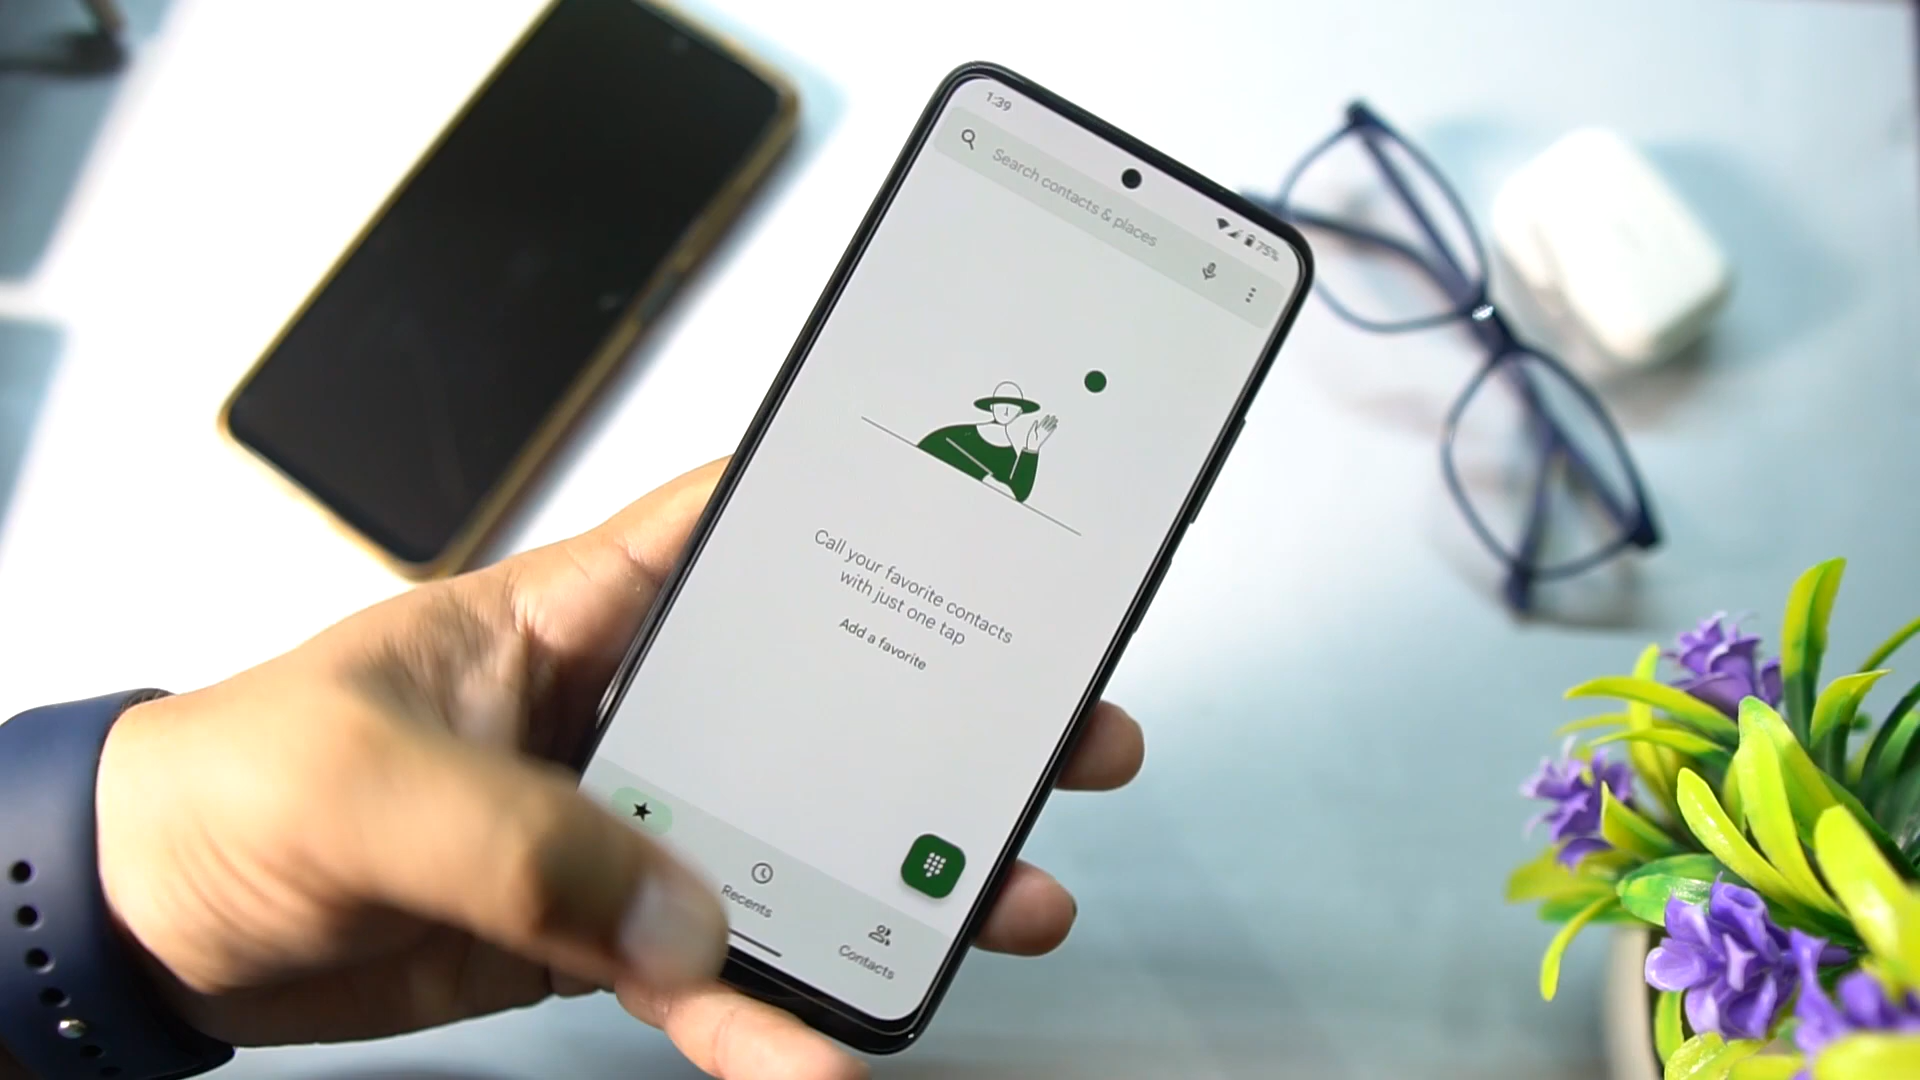 1:39
75%
Search contacts & places
Call your favorite contacts
with just one tap
Add a favorite
Recents
Contacts